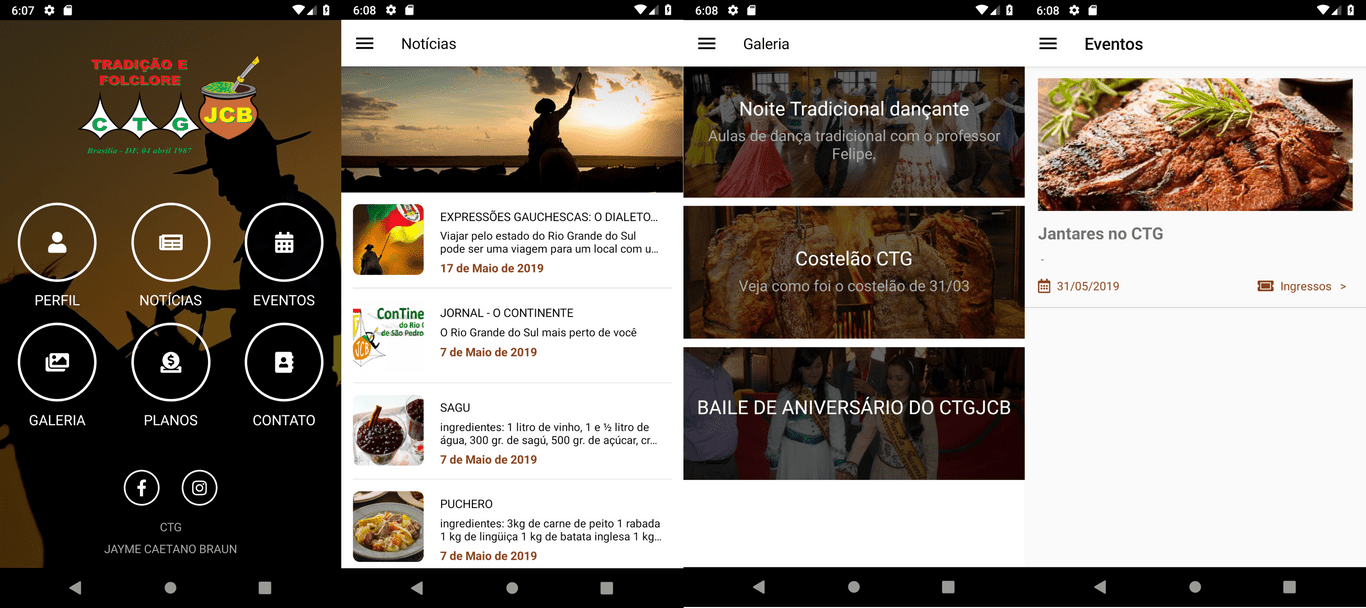 6:07
TRADIÇÃO E
FOLCLORE
C T G
JCB
Brasília - DF, 04 abril 1987
PERFIL
NOTÍCIAS
EVENTOS
GALERIA
PLANOS
CONTATO
CTG
JAYME CAETANO BRAUN
6:08
Notícias
EXPRESSÕES GAUCHESCAS: O DIALETO...
Viajar pelo estado do Rio Grande do Sul
pode ser uma viagem para um local com u...
17 de Maio de 2019
ConTine
do Rio G
de São Pedro
JCB
JORNAL - O CONTINENTE
O Rio Grande do Sul mais perto de você
7 de Maio de 2019
SAGU
ingredientes: 1 litro de vinho, 1 e ½ litro de
água, 300 gr. de sagú, 500 gr. de açúcar, cr...
7 de Maio de 2019
PUCHERO
ingredientes: 3kg de carne de peito 1 rabada
1 kg de lingüiça 1 kg de batata inglesa 1 kg...
7 de Maio de 2019
6:08
Galeria
Noite Tradicional dançante
Aulas de dança tradicional com o professor
Felipe.
Costelão CTG
Veja como foi o costelão de 31/03
BAILE DE ANIVERSÁRIO DO CTGJCB
6:08
Eventos
Jantares no CTG
-
31/05/2019
Ingressos >